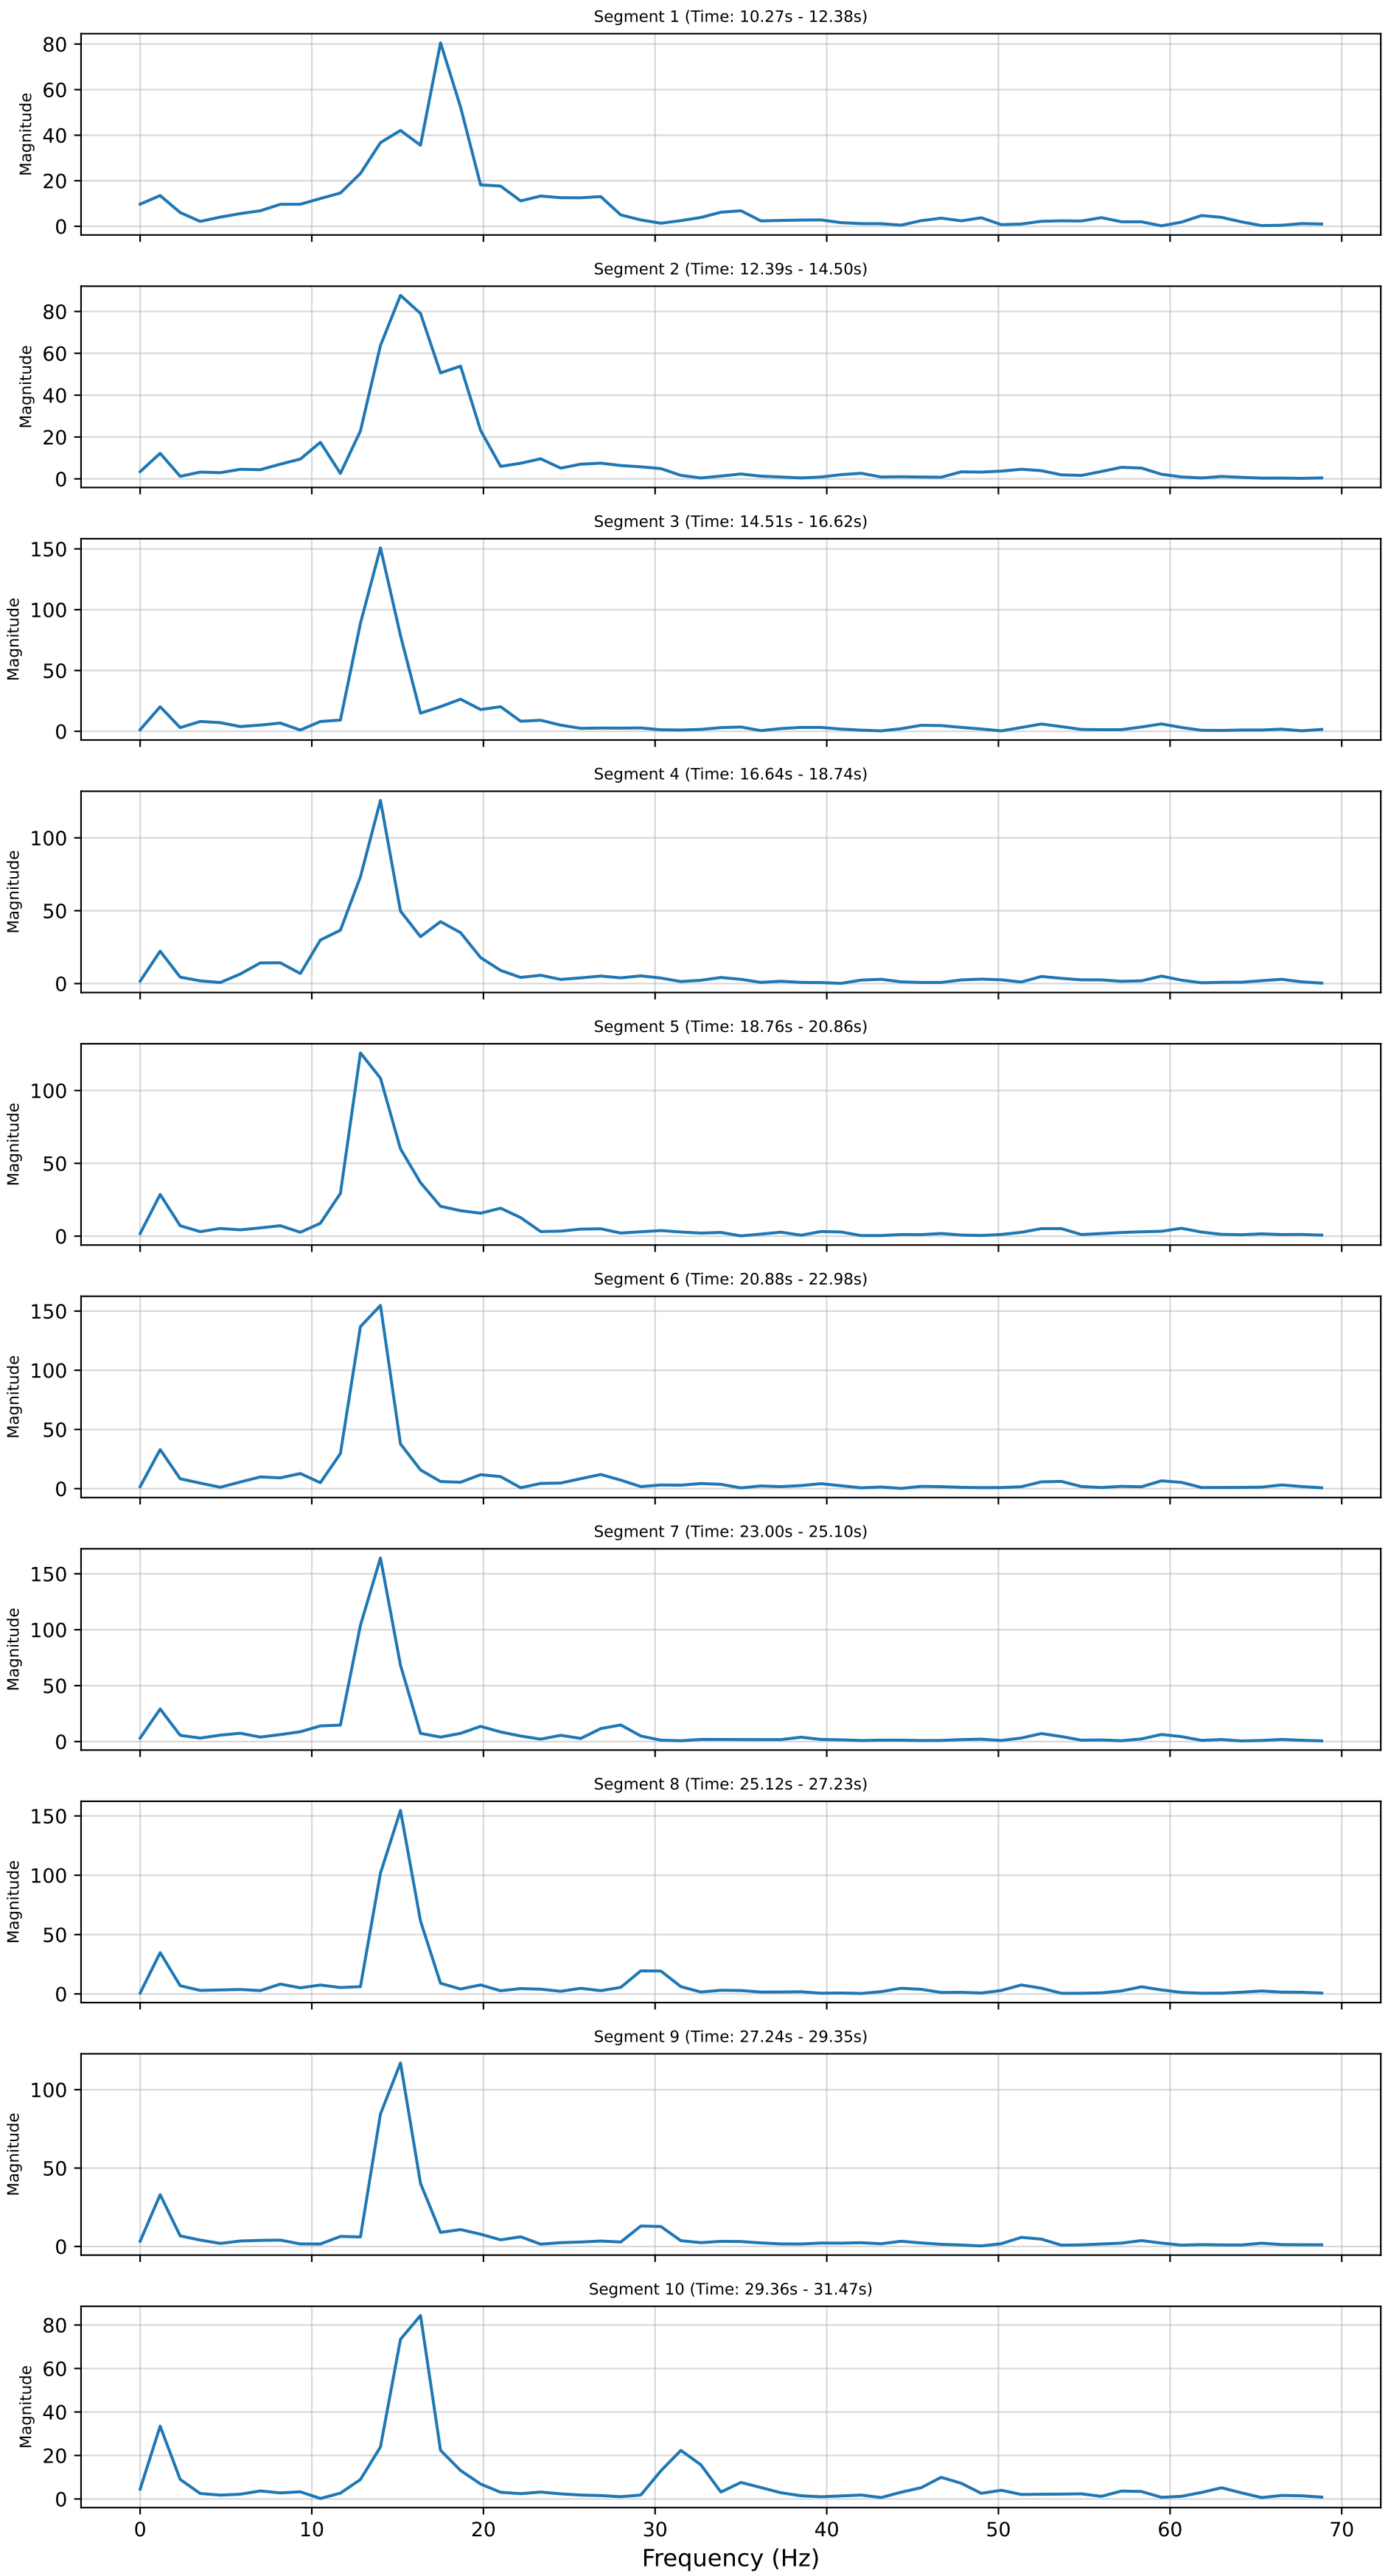 Segment 1 (Time: 10.27s - 12.38s)
80
60
40
20
0
Magnitude
Segment 2 (Time: 12.39s - 14.50s)
80
60
40
20
0
Magnitude
Segment 3 (Time: 14.51s - 16.62s)
150
100
50
0
Magnitude
Segment 4 (Time: 16.64s - 18.74s)
100
50
0
Magnitude
Segment 5 (Time: 18.76s - 20.86s)
100
50
0
Magnitude
Segment 6 (Time: 20.88s - 22.98s)
150
100
50
0
Magnitude
Segment 7 (Time: 23.00s - 25.10s)
150
100
50
0
Magnitude
Segment 8 (Time: 25.12s - 27.23s)
150
100
50
0
Magnitude
Segment 9 (Time: 27.24s - 29.35s)
100
50
0
Magnitude
Segment 10 (Time: 29.36s - 31.47s)
80
60
40
20
0
Magnitude
0 10 20 30 40 50 60 70
Frequency (Hz)